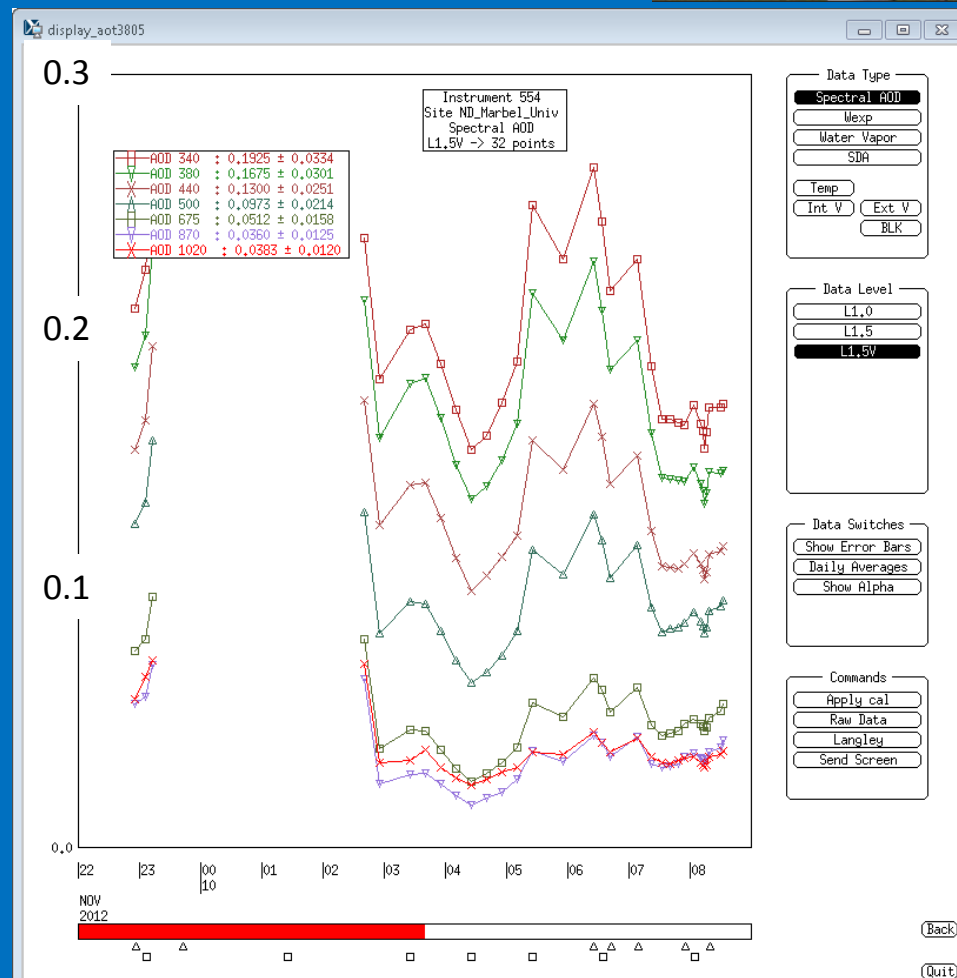 display_aot3805
0.3
0.2
0.1
0.0
Instrument 554
Site ND_Marbel_Univ
Spectral AOD
L1.5V -> 32 points
AOD 340 : 0.1925 ± 0.0334
AOD 380 : 0.1675 ± 0.0301
AOD 440 : 0.1300 ± 0.0251
AOD 500 : 0.0973 ± 0.0214
AOD 675 : 0.0512 ± 0.0158
AOD 870 : 0.0360 ± 0.0125
AOD 1020 : 0.0383 ± 0.0120
|22 |23 |00 |01 |02 |03 |04 |05 |06 |07 |08
|10
NOV
2012
Data Type
Spectral AOD
Wexp
Water Vapor
SDA
Temp
Int V Ext V
BLK
Data Level
L1.0
L1.5
L1.5V
Data Switches
Show Error Bars
Daily Averages
Show Alpha
Commands
Apply cal
Raw Data
Langley
Send Screen
Back
Quit